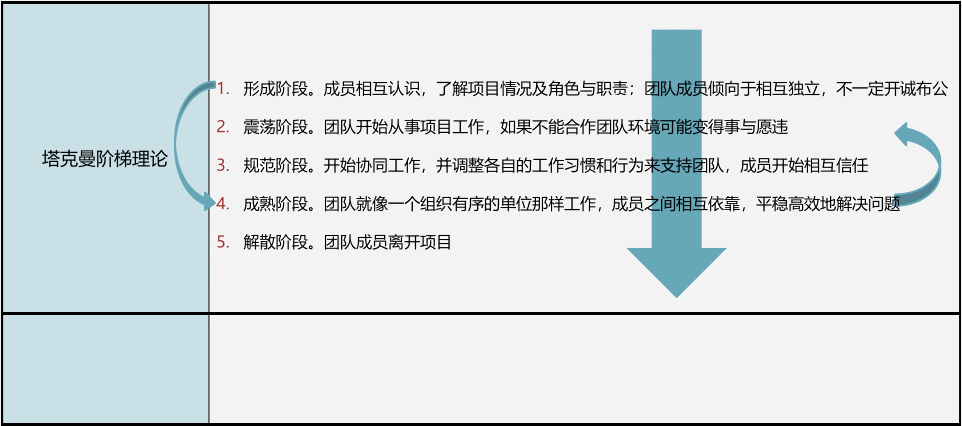 塔克曼阶梯理论
1. 形成阶段。成员相互认识，了解项目情况及角色与职责；团队成员倾向于相互独立，不一定开诚布公
2. 震荡阶段。团队开始从事项目工作，如果不能合作团队环境可能变得事与愿违
3. 规范阶段。开始协同工作，并调整各自的工作习惯和行为来支持团队，成员开始相互信任
4. 成熟阶段。团队就像一个组织有序的单位那样工作，成员之间相互依靠，平稳高效地解决问题
5. 解散阶段。团队成员离开项目